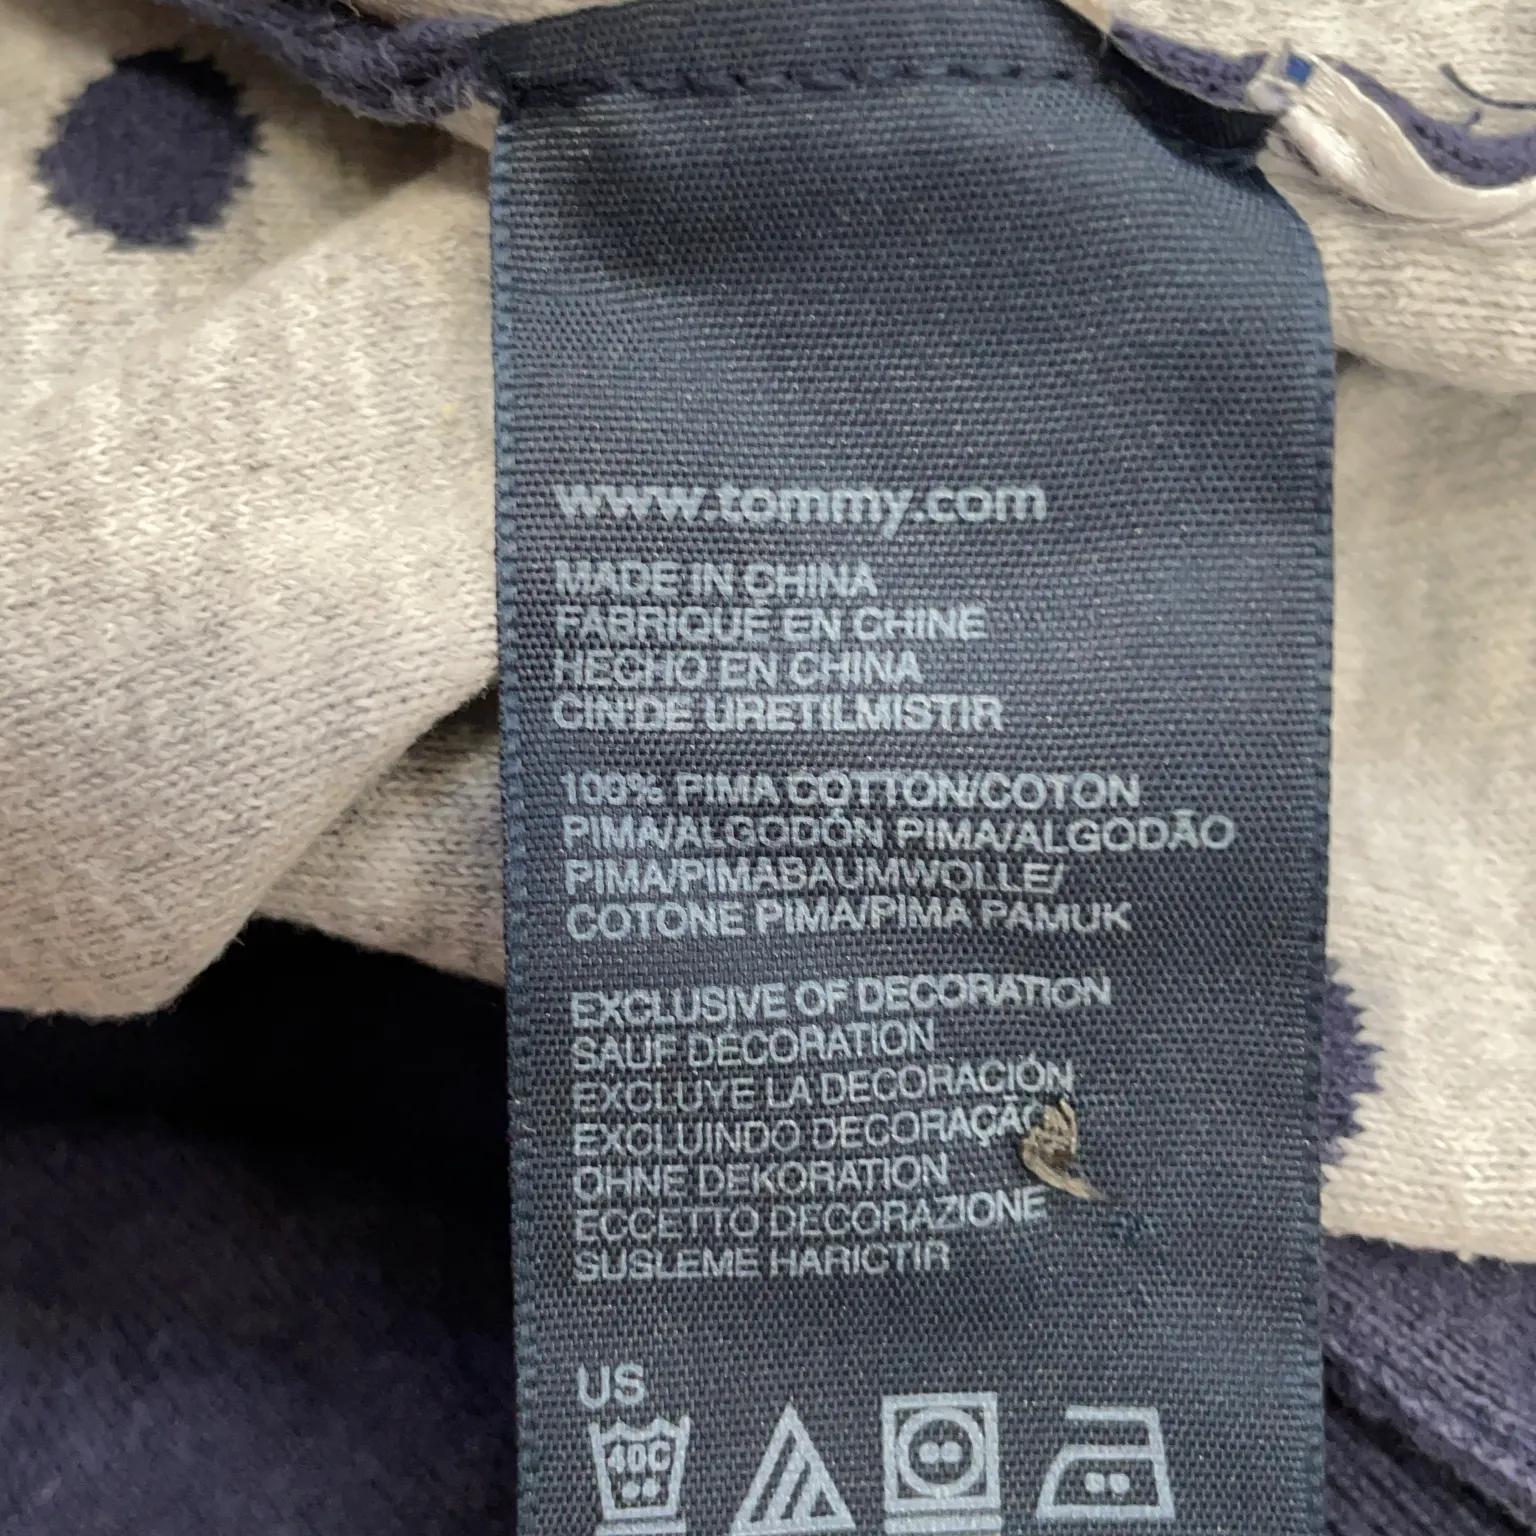 www.tommy.com
MADE IN CHINA
FABRIQUÉ EN CHINE
HECHO EN CHINA
CIN'DE URETILMISTIR
100% PIMA COTTON/COTON
PIMA/ALGODÓN PIMA/ALGODÃO
PIMA/PIMABAUMWOLLE/
COTONE PIMA/PIMA PAMUK
EXCLUSIVE OF DECORATION
SAUF DÉCORATION
EXCLUYE LA DECORACIÓN
EXCLUINDO DECORAÇÃO
OHNE DEKORATION
ECCETTO DECORAZIONE
SUSLEME HARICTIR
US
40C